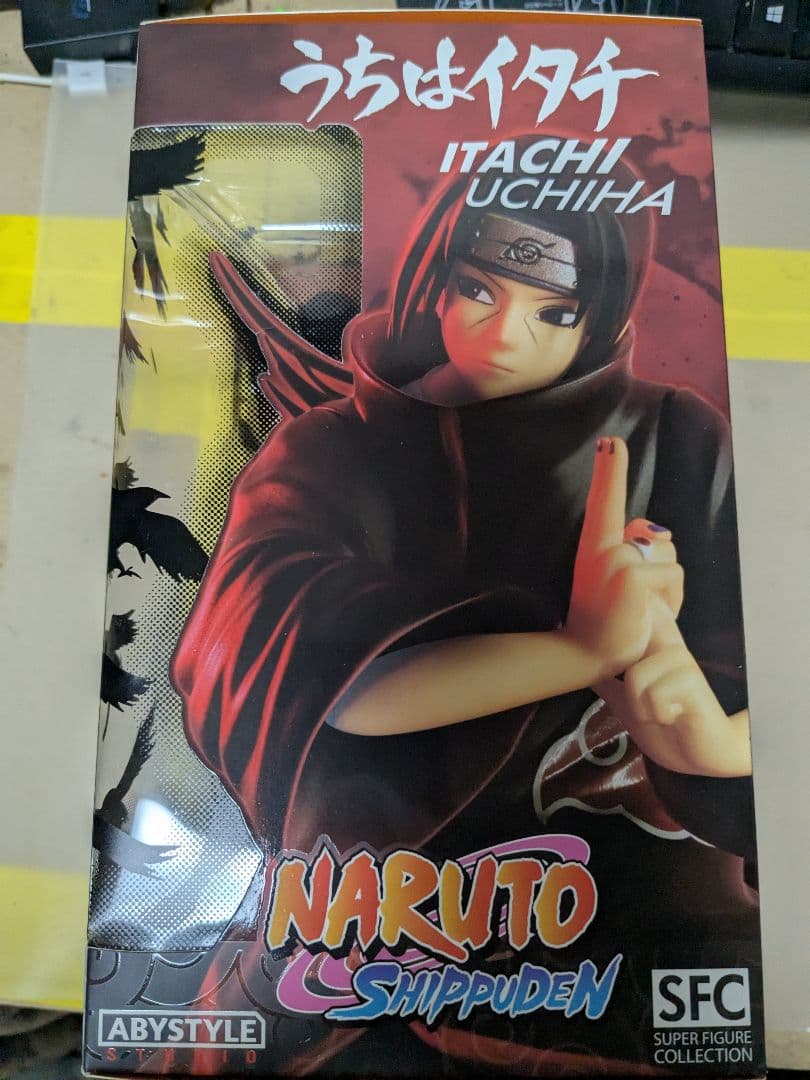 うちはイタチ
ITACHI
UCHIHA
NARUTO
SHIPPUDEN
ABYSTYLE
STUDIO
SFC
SUPER FIGURE
COLLECTION